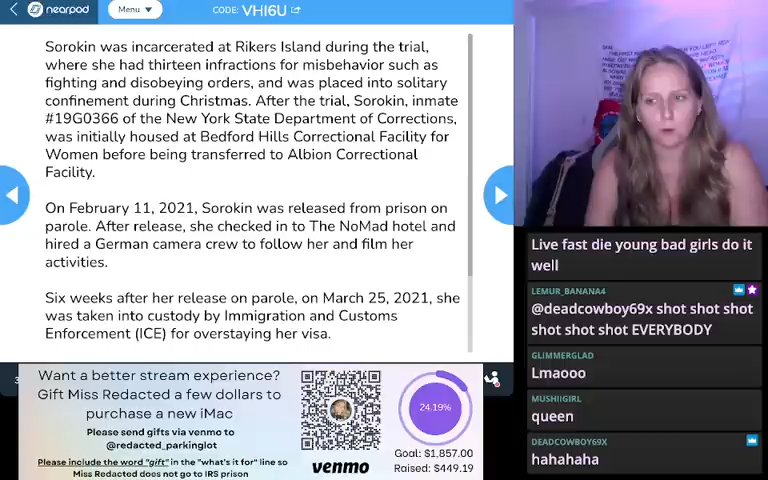 nearpod
Menu
CODE: VHI6U
Sorokin was incarcerated at Rikers Island during the trial,
where she had thirteen infractions for misbehavior such as
fighting and disobeying orders, and was placed into solitary
confinement during Christmas. After the trial, Sorokin, inmate
#19G0366 of the New York State Department of Corrections,
was initially housed at Bedford Hills Correctional Facility for
Women before being transferred to Albion Correctional
Facility.
On February 11, 2021, Sorokin was released from prison on
parole. After release, she checked in to The NoMad hotel and
hired a German camera crew to follow her and film her
activities.
Six weeks after her release on parole, on March 25, 2021, she
was taken into custody by Immigration and Customs
Enforcement (ICE) for overstaying her visa.
Want a better stream experience?
Gift Miss Redacted a few dollars to
purchase a new iMac
Please send gifts via venmo to
@redacted_parkinglot
Please include the word "gift" in the "what's it for" line so
Miss Redacted does not go to IRS prison
venmo
24.19%
Goal: $1,857.00
Raised: $449.19
Live fast die young bad girls do it
well
LEMUR_BANANA4
@deadcowboy69x shot shot shot
shot shot shot EVERYBODY
GLIMMERGLAD
Lmaooo
MUSHIIGIRL
queen
DEADCOWBOY69X
hahahaha